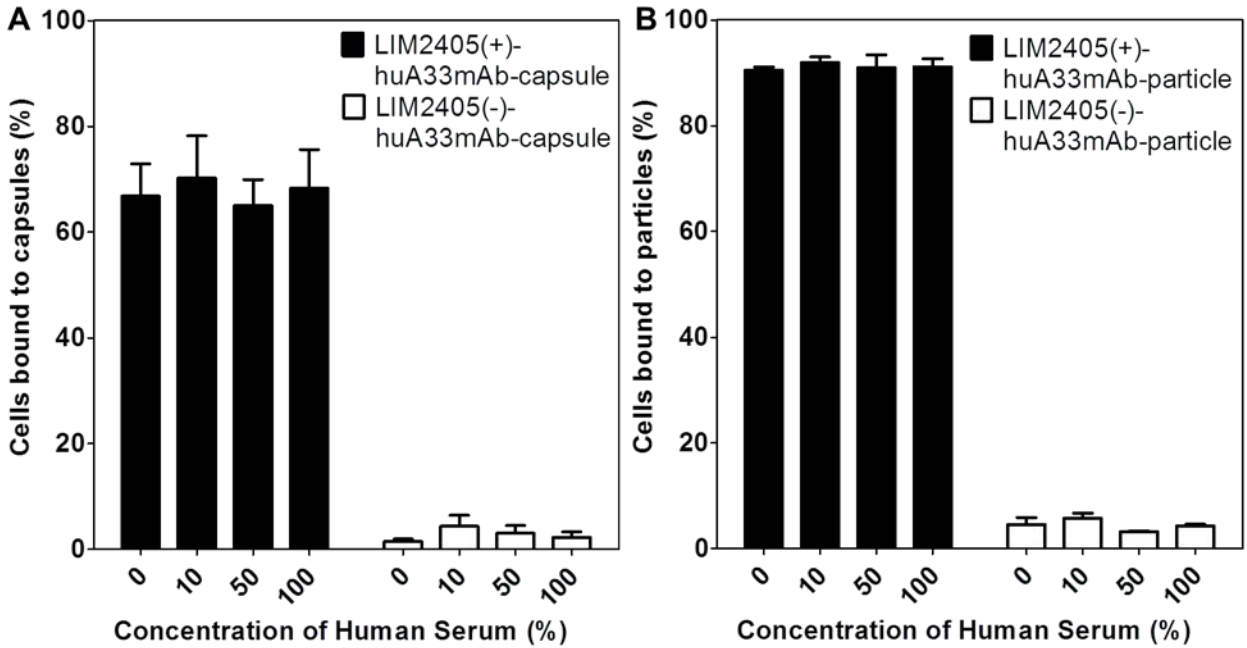 A
100
80
60
40
20
0
Cells bound to capsules (%)
LIM2405(+)-
huA33mAb-capsule
LIM2405(-)-
huA33mAb-capsule
0 10 50 100 0 10 50 100
Concentration of Human Serum (%)
B
100
80
60
40
20
0
Cells bound to particles (%)
LIM2405(+)-
huA33mAb-particle
LIM2405(-)-
huA33mAb-particle
0 10 50 100 0 10 50 100
Concentration of Human Serum (%)